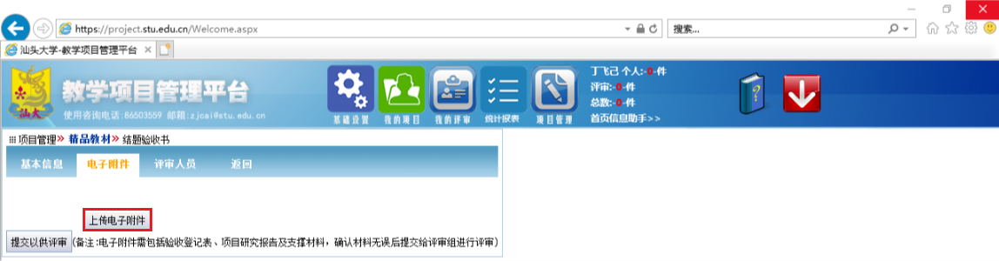 https://project.stu.edu.cn/Welcome.aspx
搜索...
汕头大学-教学项目管理平台
汕大
教学项目管理平台
使用咨询电话:86503559 邮箱:zjcsi@stu.edu.cn
基础设置
我的项目
我的评审
统计报表
项目管理
丁飞己 个人:-0-件
评审:-0-件
总数:-0-件
首页信息助手>>
项目管理>> 精品教材>> 结题验收书
基本信息 电子附件 评审人员 返回
上传电子附件
提交以供评审 (备注:电子附件需包括验收登记表、项目研究报告及支撑材料，确认材料无误后提交给评审组进行评审)